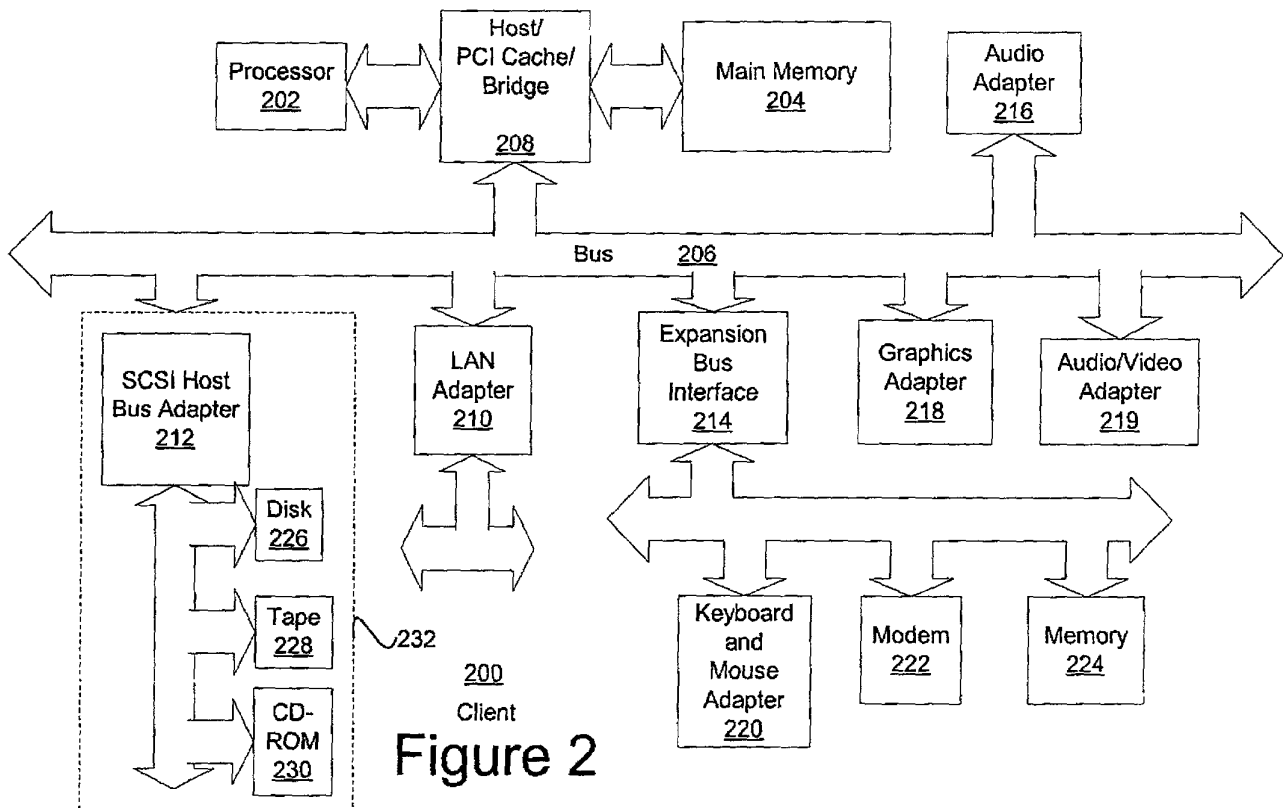 Processor
202
Host/
PCI Cache/
Bridge
208
Main Memory
204
Audio
Adapter
216
Bus 206
SCSI Host
Bus Adapter
212
LAN
Adapter
210
Expansion
Bus
Interface
214
Graphics
Adapter
218
Audio/Video
Adapter
219
Disk
226
Tape
228
CD-
ROM
230
232
Keyboard
and
Mouse
Adapter
220
Modem
222
Memory
224
200
Client
Figure 2